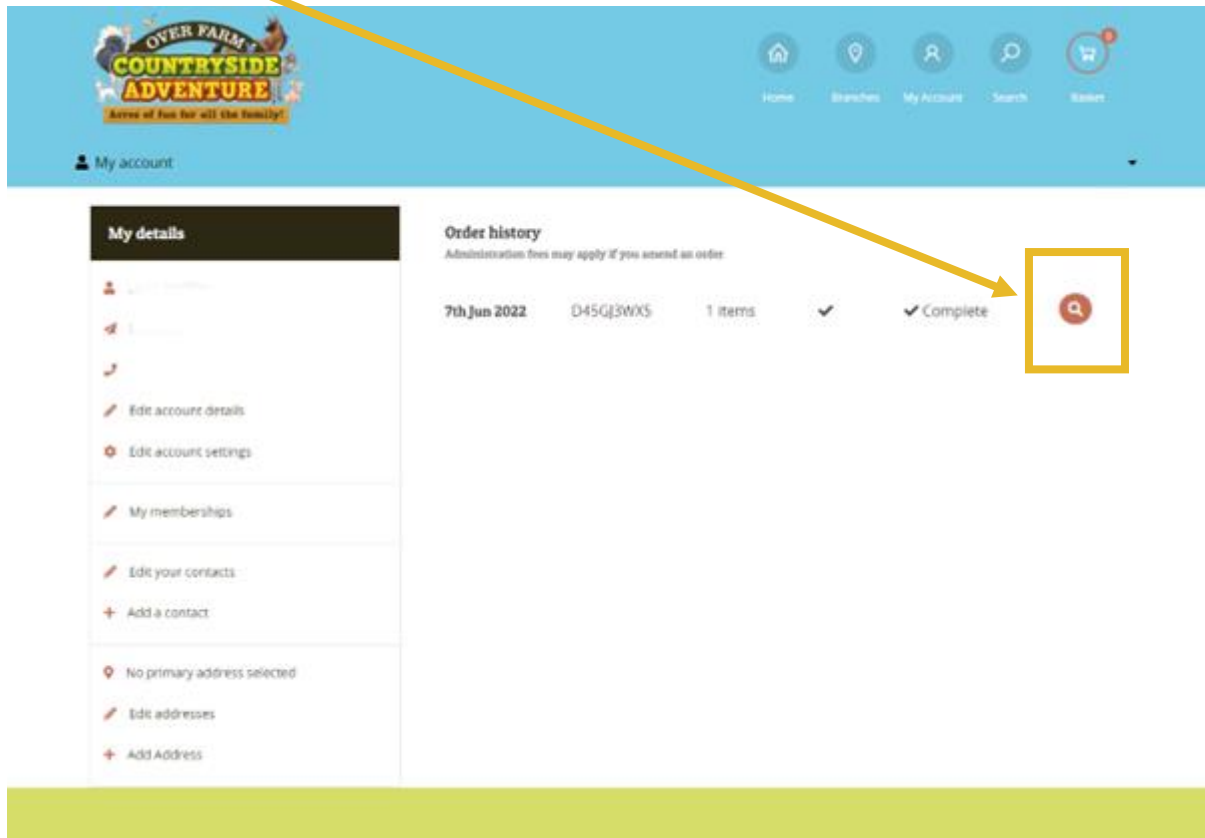 OVER FARM
COUNTRYSIDE
ADVENTURE
Acres of fun for all the family!
Home Branches My Account Search Basket
0
My account
My details
Edit account details
Edit account settings
My memberships
Edit your contacts
Add a contact
No primary address selected
Edit addresses
Add Address
Order history
Administration fees may apply if you amend an order
7th Jun 2022 D45GJ3WX5 1 items Complete